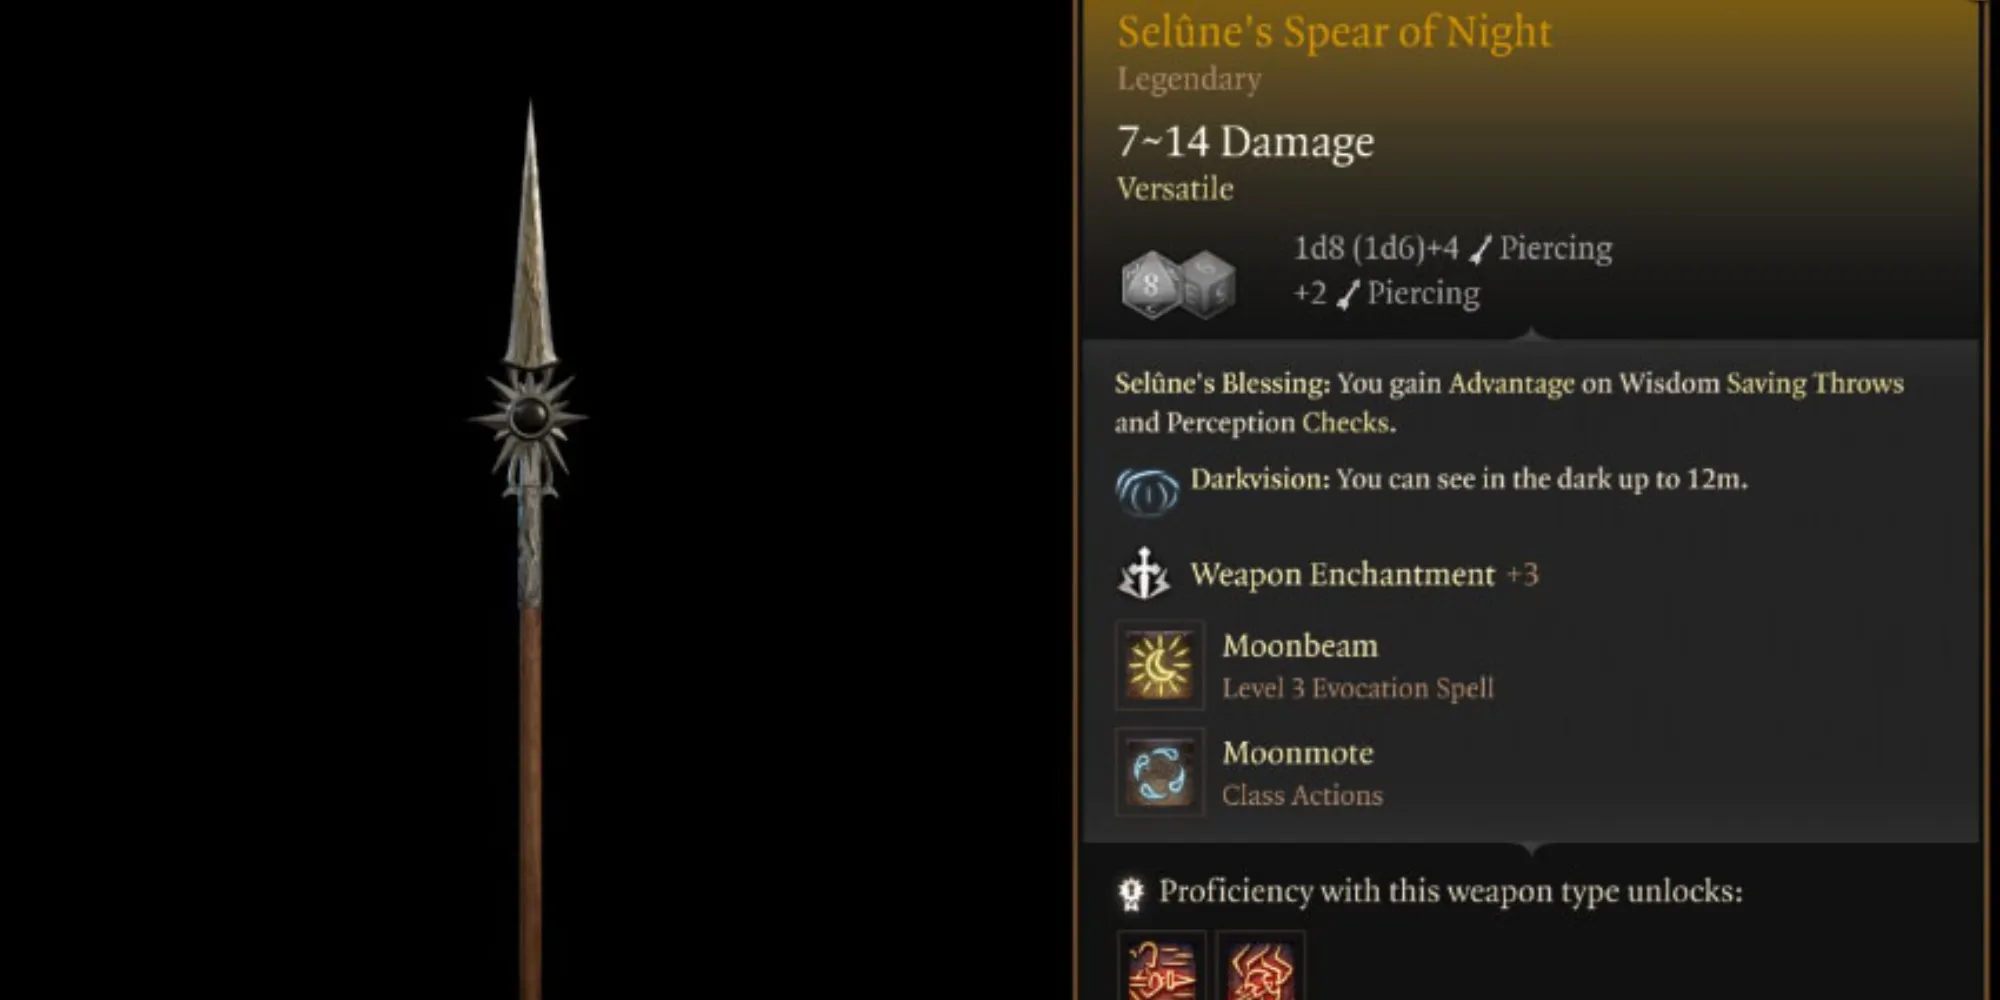 Selûne's Spear of Night
Legendary
7~14 Damage
Versatile
8
1d8 (1d6)+4 Piercing
+2 Piercing
Selûne's Blessing: You gain Advantage on Wisdom Saving Throws
and Perception Checks.
Darkvision: You can see in the dark up to 12m.
Weapon Enchantment +3
Moonbeam
Level 3 Evocation Spell
Moonmote
Class Actions
Proficiency with this weapon type unlocks: